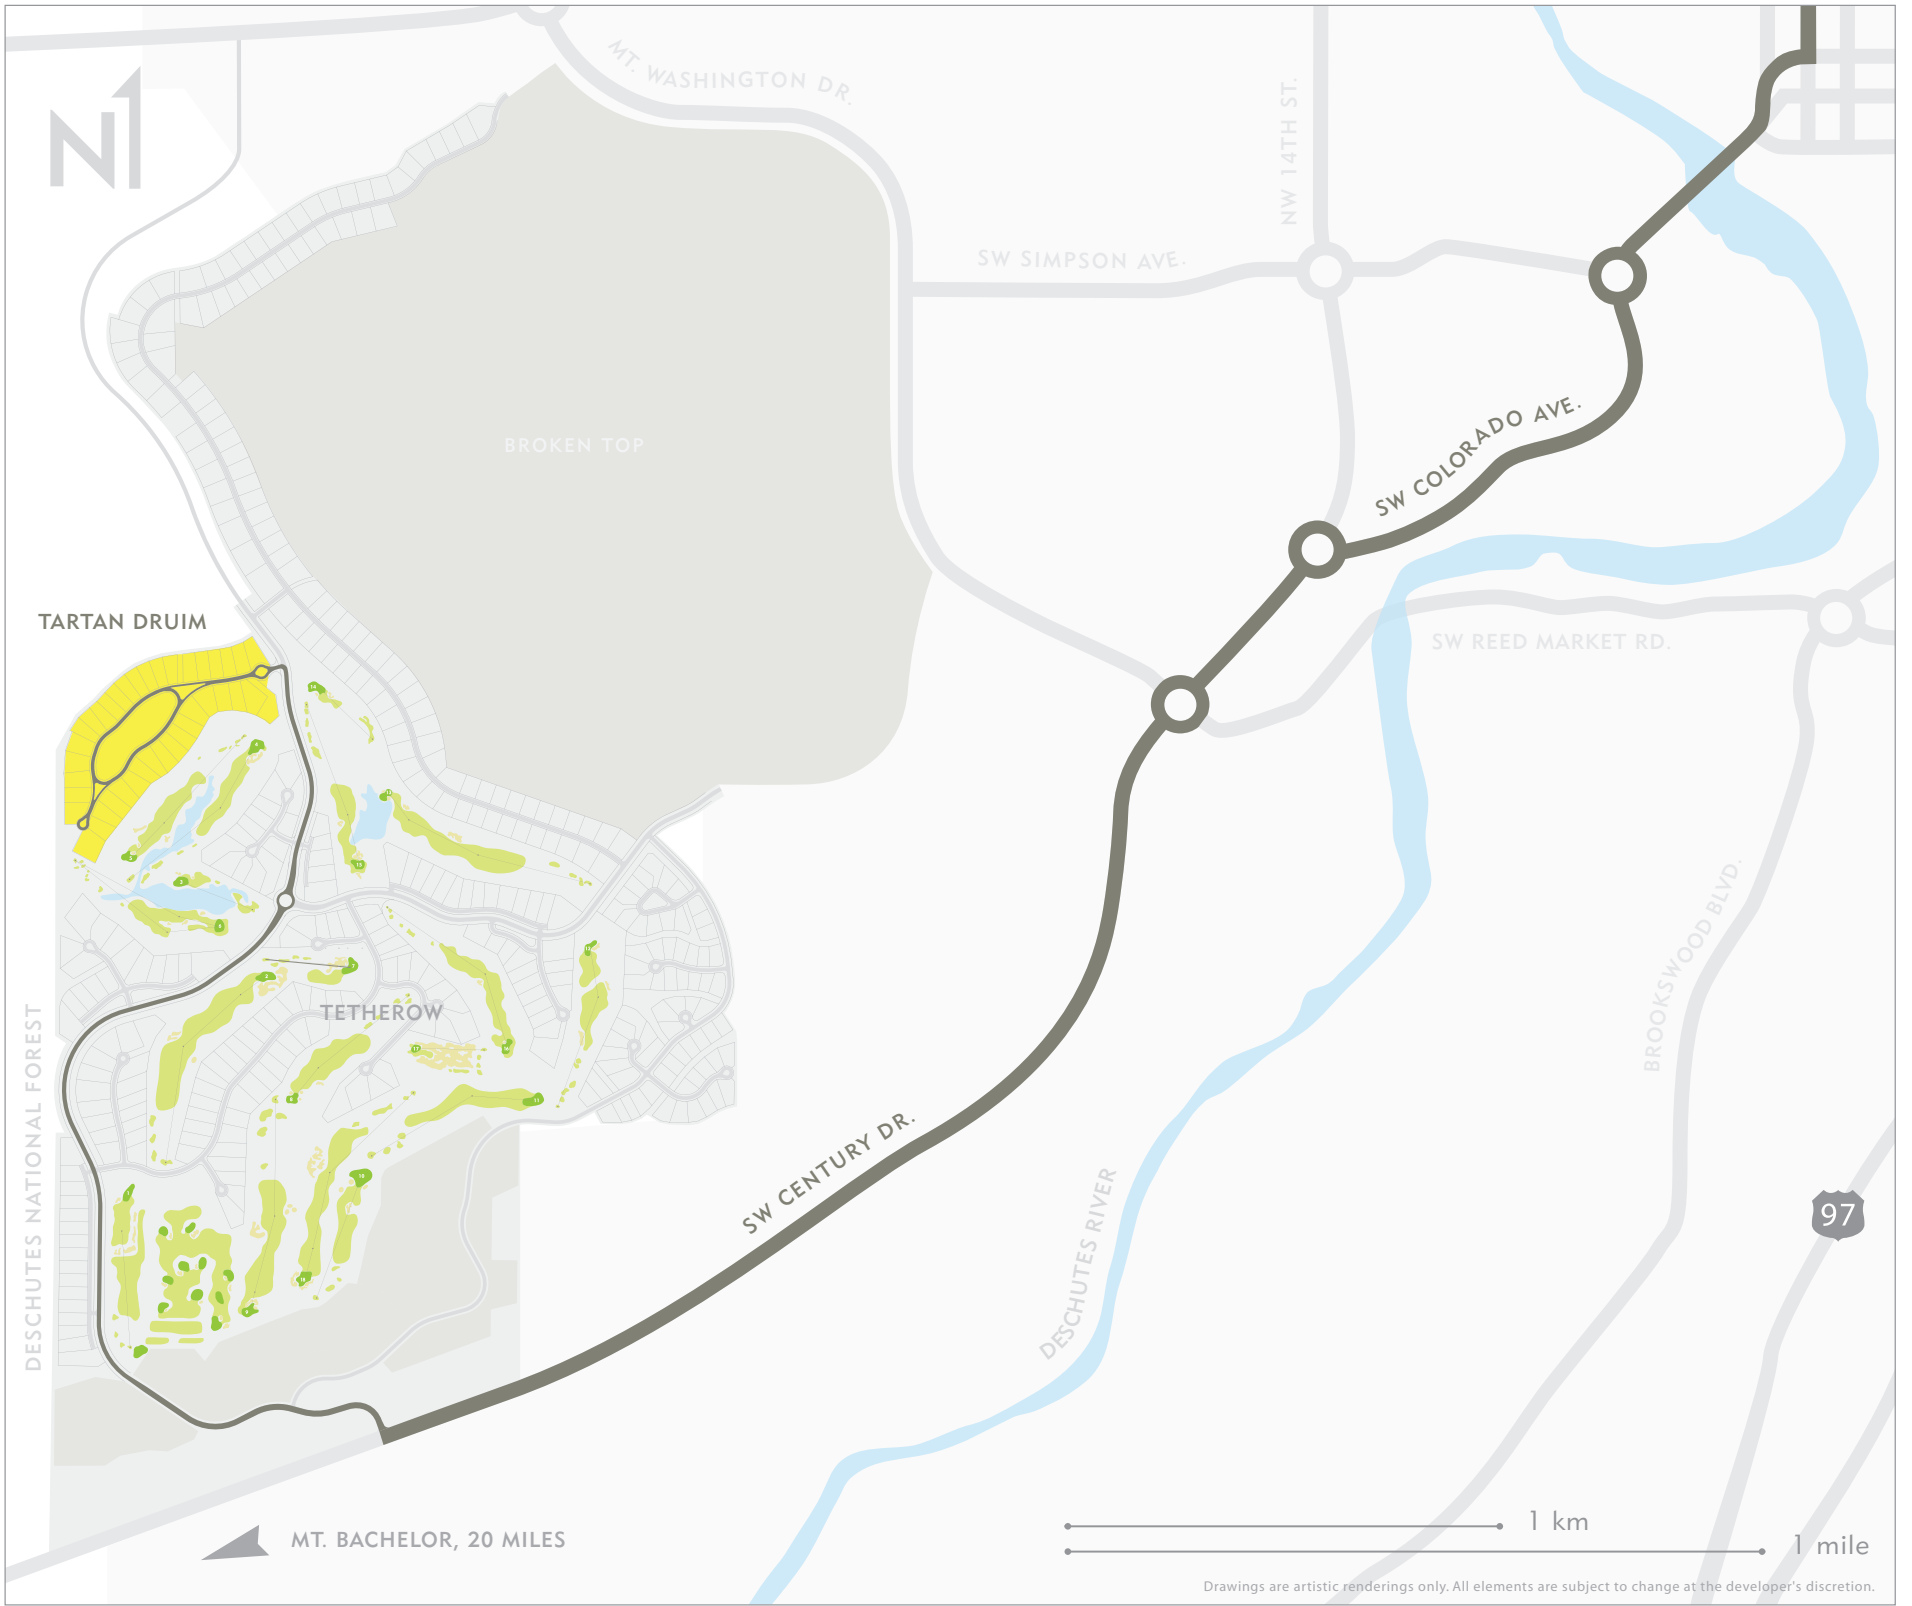 N1
MT. WASHINGTON DR.
NW 14TH ST.
SW SIMPSON AVE.
BROKEN TOP
SW COLORADO AVE.
TARTAN DRUIM
SW REED MARKET RD.
BROOKSWOOD BLVD.
TETHEROW
DESCHUTES NATIONAL FOREST
SW CENTURY DR.
DESCHUTES RIVER
97
MT. BACHELOR, 20 MILES
1 km
1 mile
Drawings are artistic renderings only. All elements are subject to change at the developer's discretion.